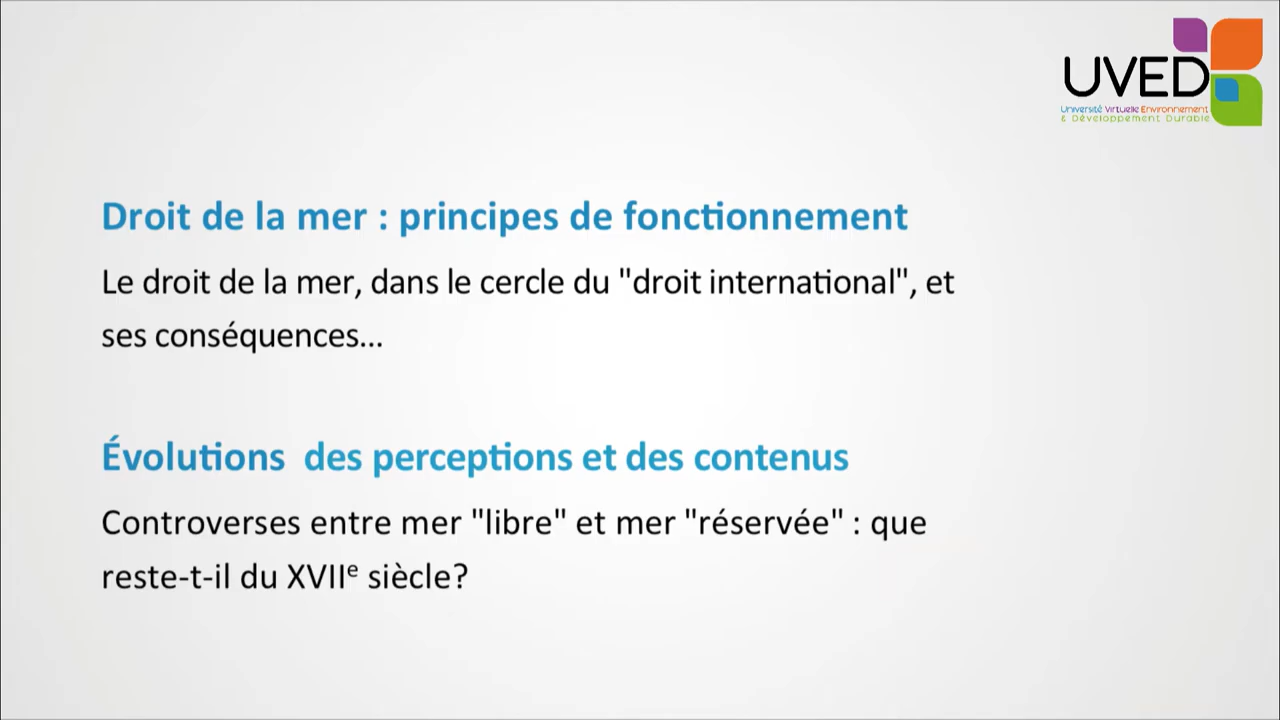 UVED
Université Virtuelle Environnement
& Développement Durable
Droit de la mer : principes de fonctionnement
Le droit de la mer, dans le cercle du "droit international", et
ses conséquences...
Évolutions  des perceptions et des contenus
Controverses entre mer "libre" et mer "réservée" : que
reste-t-il du XVIIᵉ siècle?